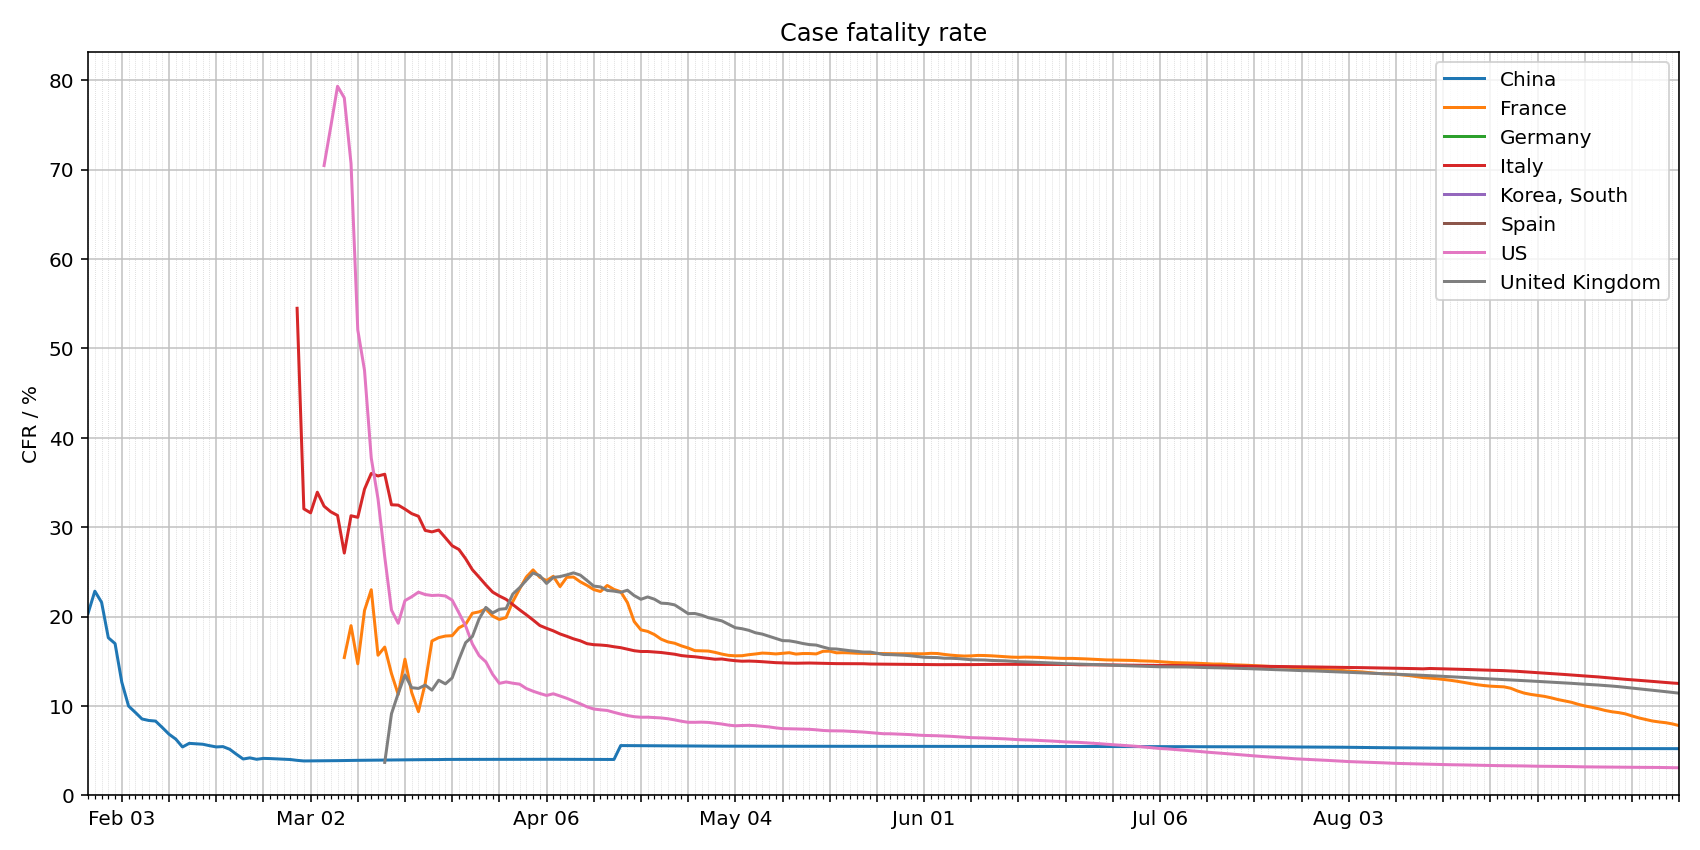 Case fatality rate
CFR / %
80
70
60
50
40
30
20
10
0
Feb 03
Mar 02
Apr 06
May 04
Jun 01
Jul 06
Aug 03
China
France
Germany
Italy
Korea, South
Spain
US
United Kingdom